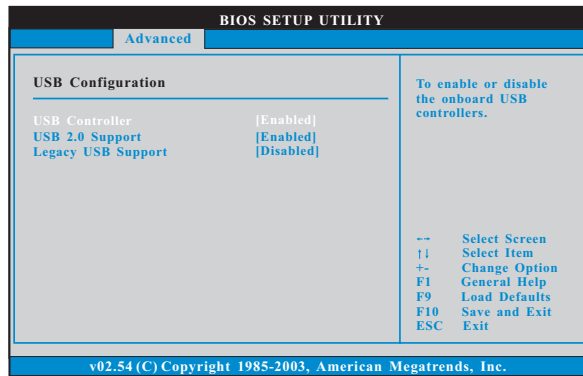 BIOS SETUP UTILITY
Advanced
USB Configuration
USB Controller [Enabled]
USB 2.0 Support [Enabled]
Legacy USB Support [Disabled]
To enable or disable
the onboard USB
controllers.
←→ Select Screen
↑↓ Select Item
+- Change Option
F1 General Help
F9 Load Defaults
F10 Save and Exit
ESC Exit
v02.54 (C) Copyright 1985-2003, American Megatrends, Inc.